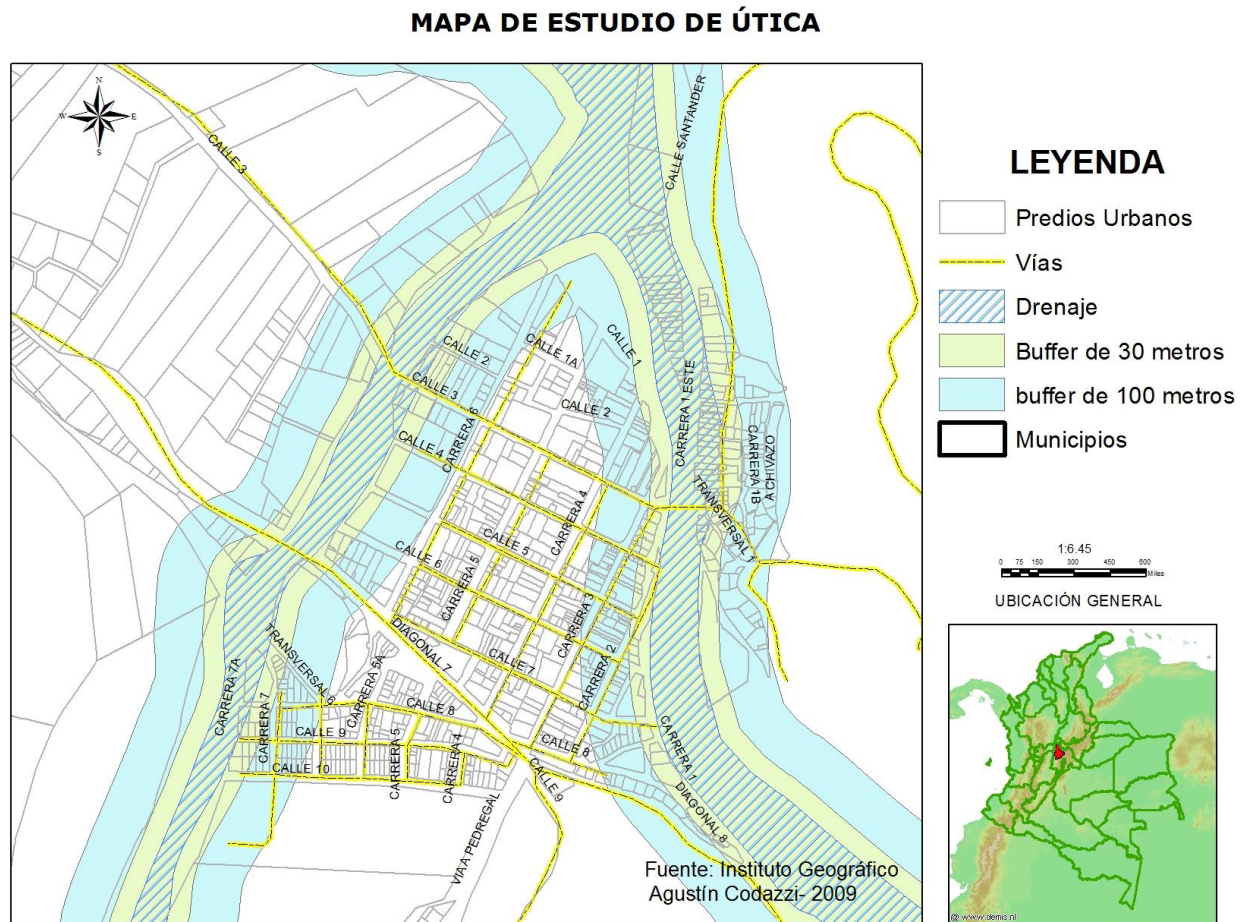 MAPA DE ESTUDIO DE ÚTICA
N
W
E
S
CALLE 3
CALLE SANTANDER
CALLE 2
CALLE 1A
CALLE 1
CALLE 3
CALLE 2
CARRERA 6
CARRERA 1 ESTE
CALLE 4
CARRERA 4
CARRERA 1B
A CHIVAZO
TRANSVERSAL 1
CALLE 5
CALLE 6
CARRERA 5
CARRERA 3
DIAGONAL 7
CALLE 7
CARRERA 2
TRANSVERSAL 6
CARRERA 5A
CARRERA 7A
CARRERA 7
CALLE 8
CALLE 9
CARRERA 5
CARRERA 4
CALLE 8
CALLE 10
CALLE 9
CARRERA 1
DIAGONAL 8
VIA A PEDREGAL
Fuente: Instituto Geográfico
Agustín Codazzi- 2009
LEYENDA
Predios Urbanos
Vías
Drenaje
Buffer de 30 metros
buffer de 100 metros
Municipios
1:6.45
0 75 150 300 450 600
Miles
UBICACIÓN GENERAL
@ www.demis.nl